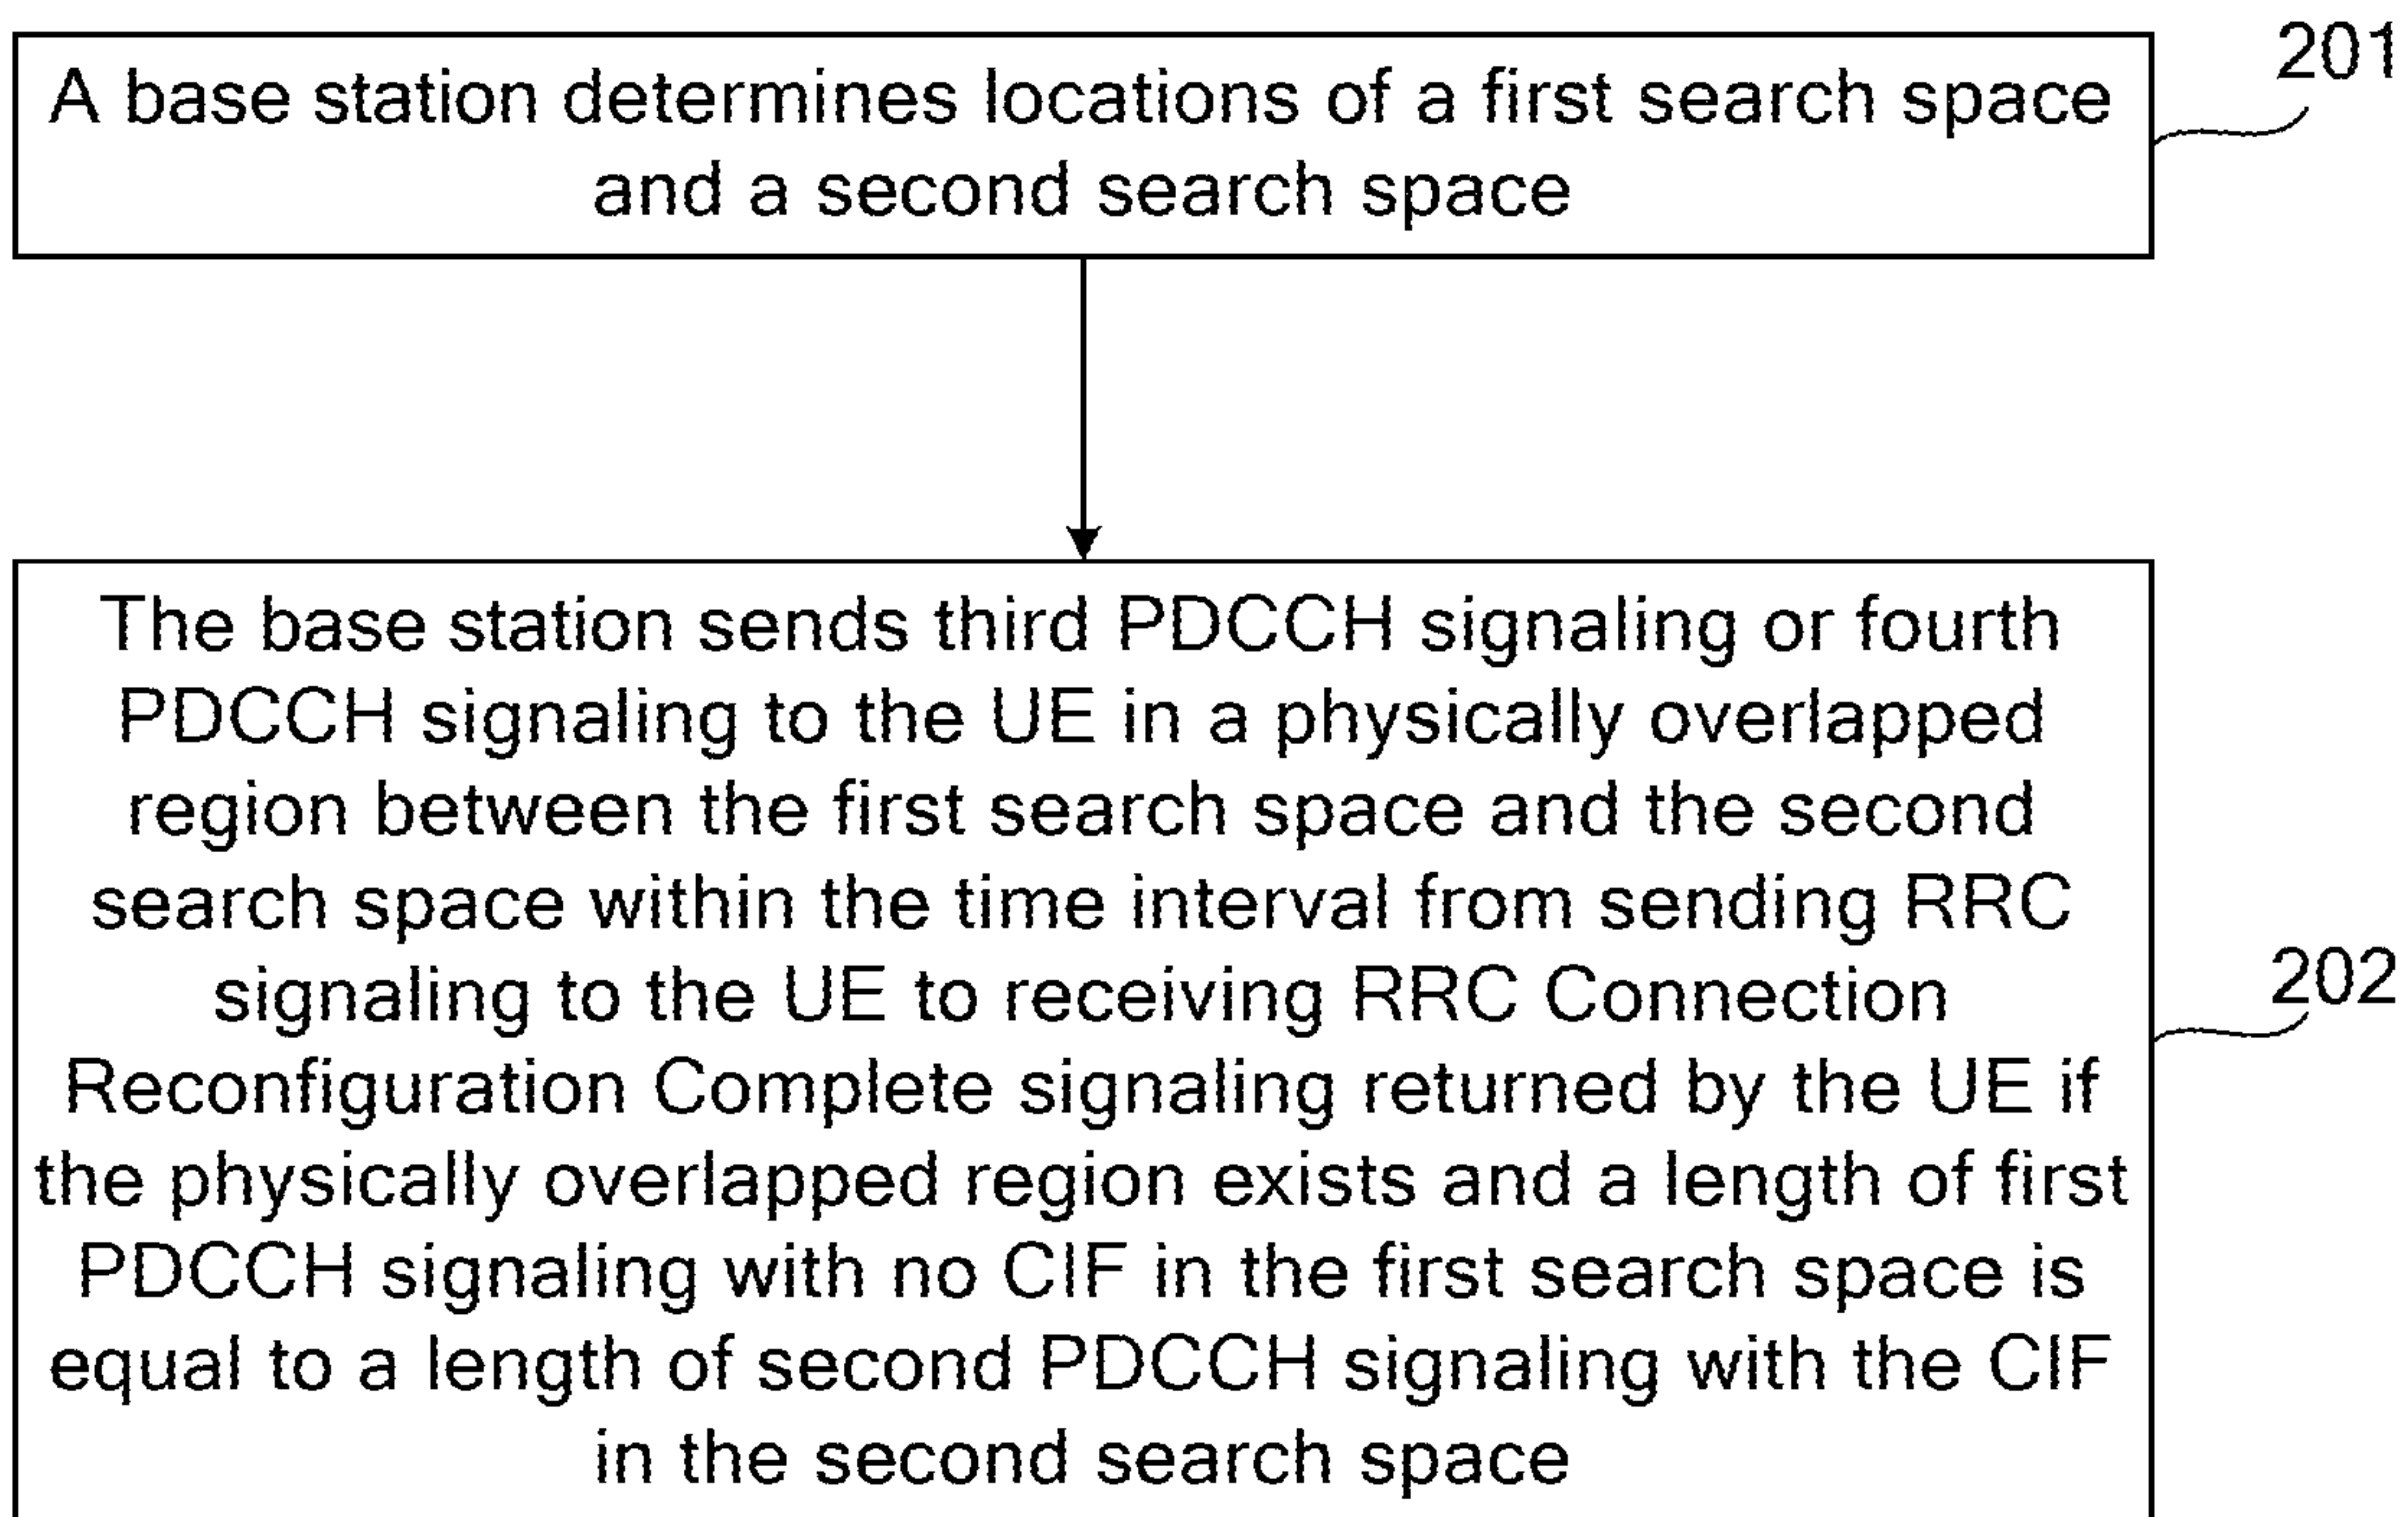 A base station determines locations of a first search space
and a second search space
201
The base station sends third PDCCH signaling or fourth
PDCCH signaling to the UE in a physically overlapped
region between the first search space and the second
search space within the time interval from sending RRC
signaling to the UE to receiving RRC Connection
Reconfiguration Complete signaling returned by the UE if
the physically overlapped region exists and a length of first
PDCCH signaling with no CIF in the first search space is
equal to a length of second PDCCH signaling with the CIF
in the second search space
202